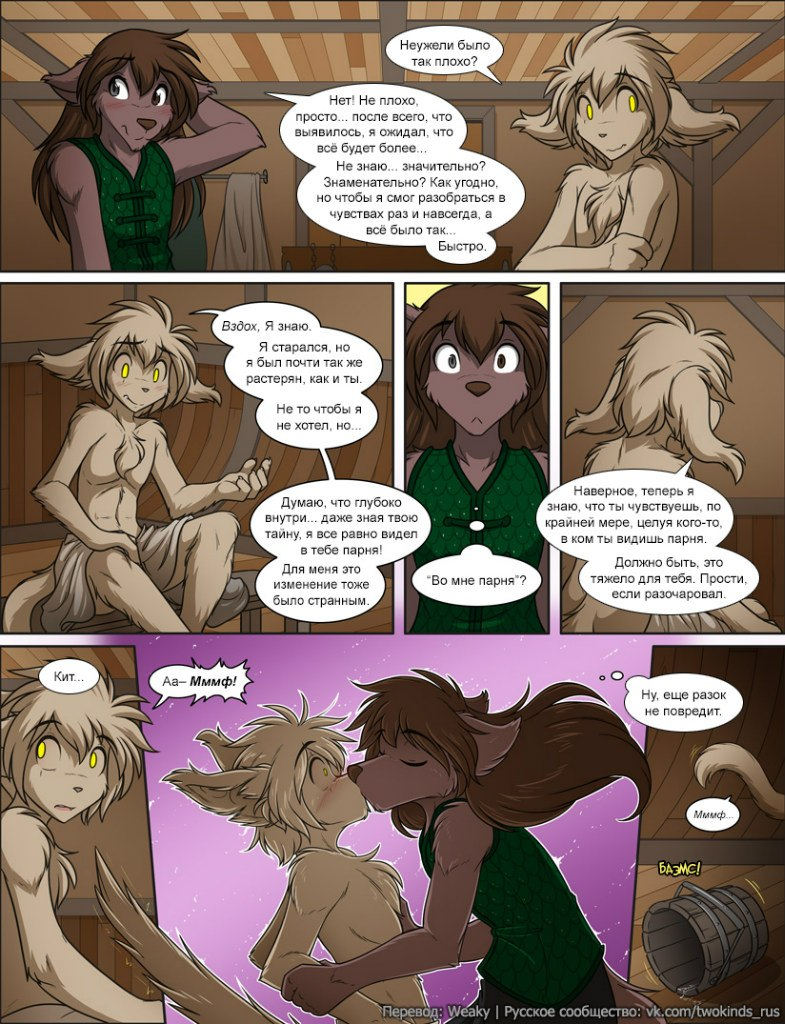 Неужели было
так плохо?
Нет! Не плохо,
просто... после всего, что
выявилось, я ожидал, что
всё будет более...
Не знаю... значительно?
Знаменательно? Как угодно,
но чтобы я смог разобраться в
чувствах раз и навсегда, а
всё было так...
Быстро.
Вздох, Я знаю.
Я старался, но
я был почти так же
растерян, как и ты.
Не то чтобы я
не хотел, но...
Думаю, что глубоко
внутри... даже зная твою
тайну, я все равно видел
в тебе парня!
Для меня это
изменение тоже
было странным.
“Во мне парня”?
Наверное, теперь я
знаю, что ты чувствуешь, по
крайней мере, целуя кого-то,
в ком ты видишь парня.
Должно быть, это
тяжело для тебя. Прости,
если разочаровал.
Кит...
Аа– Мммф!
Ну, еще разок
не повредит.
Мммф...
БАЭМС!
Перевод: Weaky | Русское сообщество: vk.com/twokinds_rus